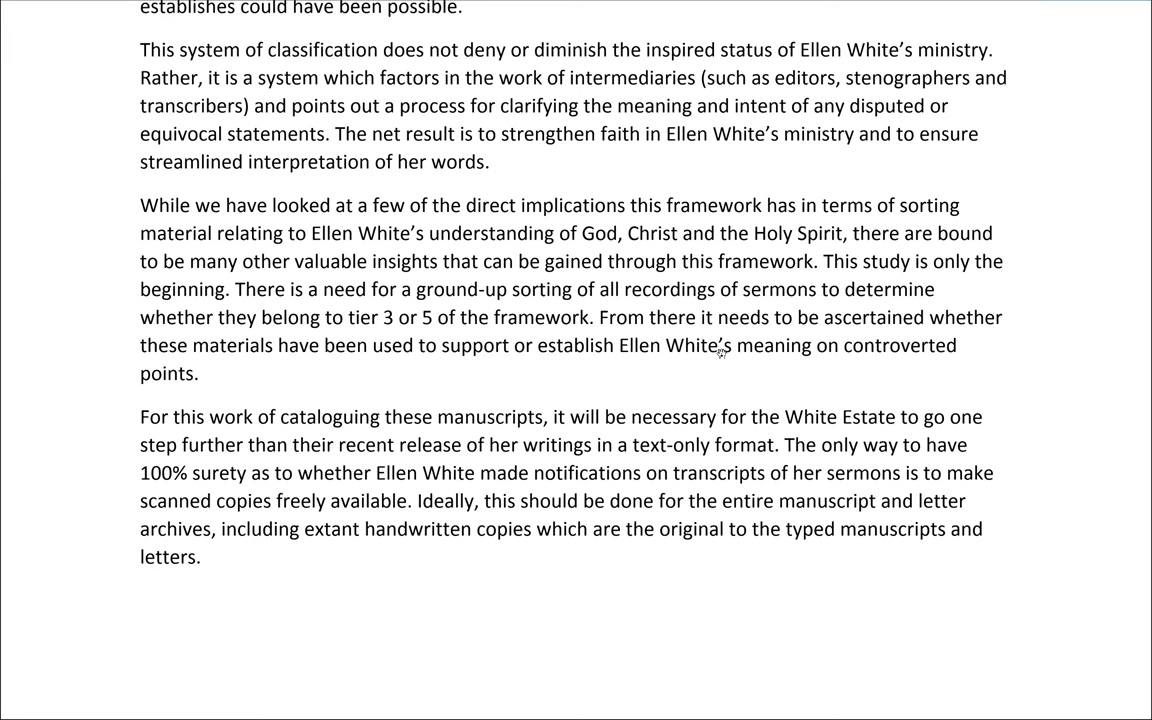 establishes could have been possible.
This system of classification does not deny or diminish the inspired status of Ellen White’s ministry.
Rather, it is a system which factors in the work of intermediaries (such as editors, stenographers and
transcribers) and points out a process for clarifying the meaning and intent of any disputed or
equivocal statements. The net result is to strengthen faith in Ellen White’s ministry and to ensure
streamlined interpretation of her words.
While we have looked at a few of the direct implications this framework has in terms of sorting
material relating to Ellen White’s understanding of God, Christ and the Holy Spirit, there are bound
to be many other valuable insights that can be gained through this framework. This study is only the
beginning. There is a need for a ground-up sorting of all recordings of sermons to determine
whether they belong to tier 3 or 5 of the framework. From there it needs to be ascertained whether
these materials have been used to support or establish Ellen White’s meaning on controverted
points.
For this work of cataloguing these manuscripts, it will be necessary for the White Estate to go one
step further than their recent release of her writings in a text-only format. The only way to have
100% surety as to whether Ellen White made notifications on transcripts of her sermons is to make
scanned copies freely available. Ideally, this should be done for the entire manuscript and letter
archives, including extant handwritten copies which are the original to the typed manuscripts and
letters.